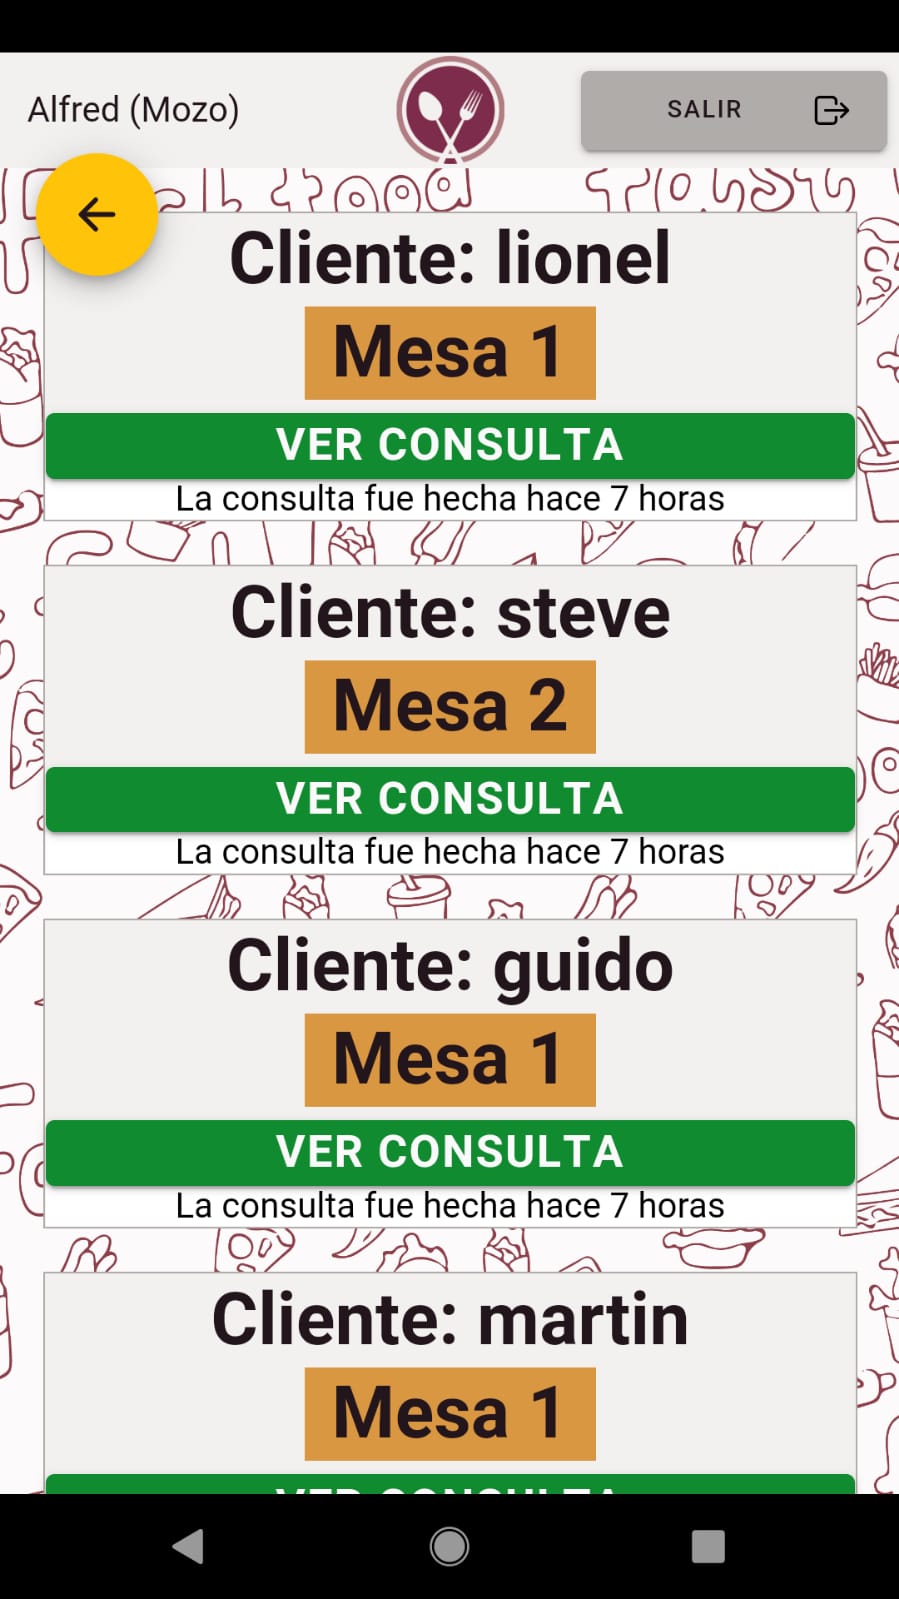 Alfred (Mozo)
SALIR
Cliente: lionel
Mesa 1
VER CONSULTA
La consulta fue hecha hace 7 horas
Cliente: steve
Mesa 2
VER CONSULTA
La consulta fue hecha hace 7 horas
Cliente: guido
Mesa 1
VER CONSULTA
La consulta fue hecha hace 7 horas
Cliente: martin
Mesa 1
VER CONSULTA